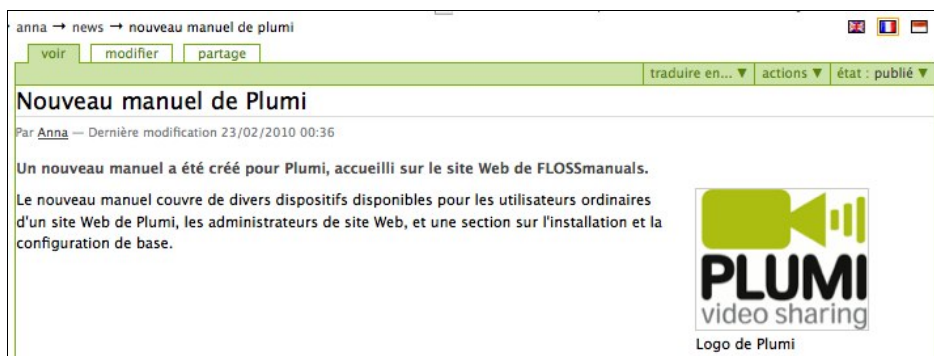 anna → news → nouveau manuel de plumi
voir modifier partage
traduire en... ▼ actions ▼ état : publié ▼
Nouveau manuel de Plumi
Par Anna — Dernière modification 23/02/2010 00:36
Un nouveau manuel a été créé pour Plumi, accueilli sur le site Web de FLOSSmanuals.
Le nouveau manuel couvre de divers dispositifs disponibles pour les utilisateurs ordinaires
d'un site Web de Plumi, les administrateurs de site Web, et une section sur l'installation et la
configuration de base.
PLUMI
video sharing
Logo de Plumi